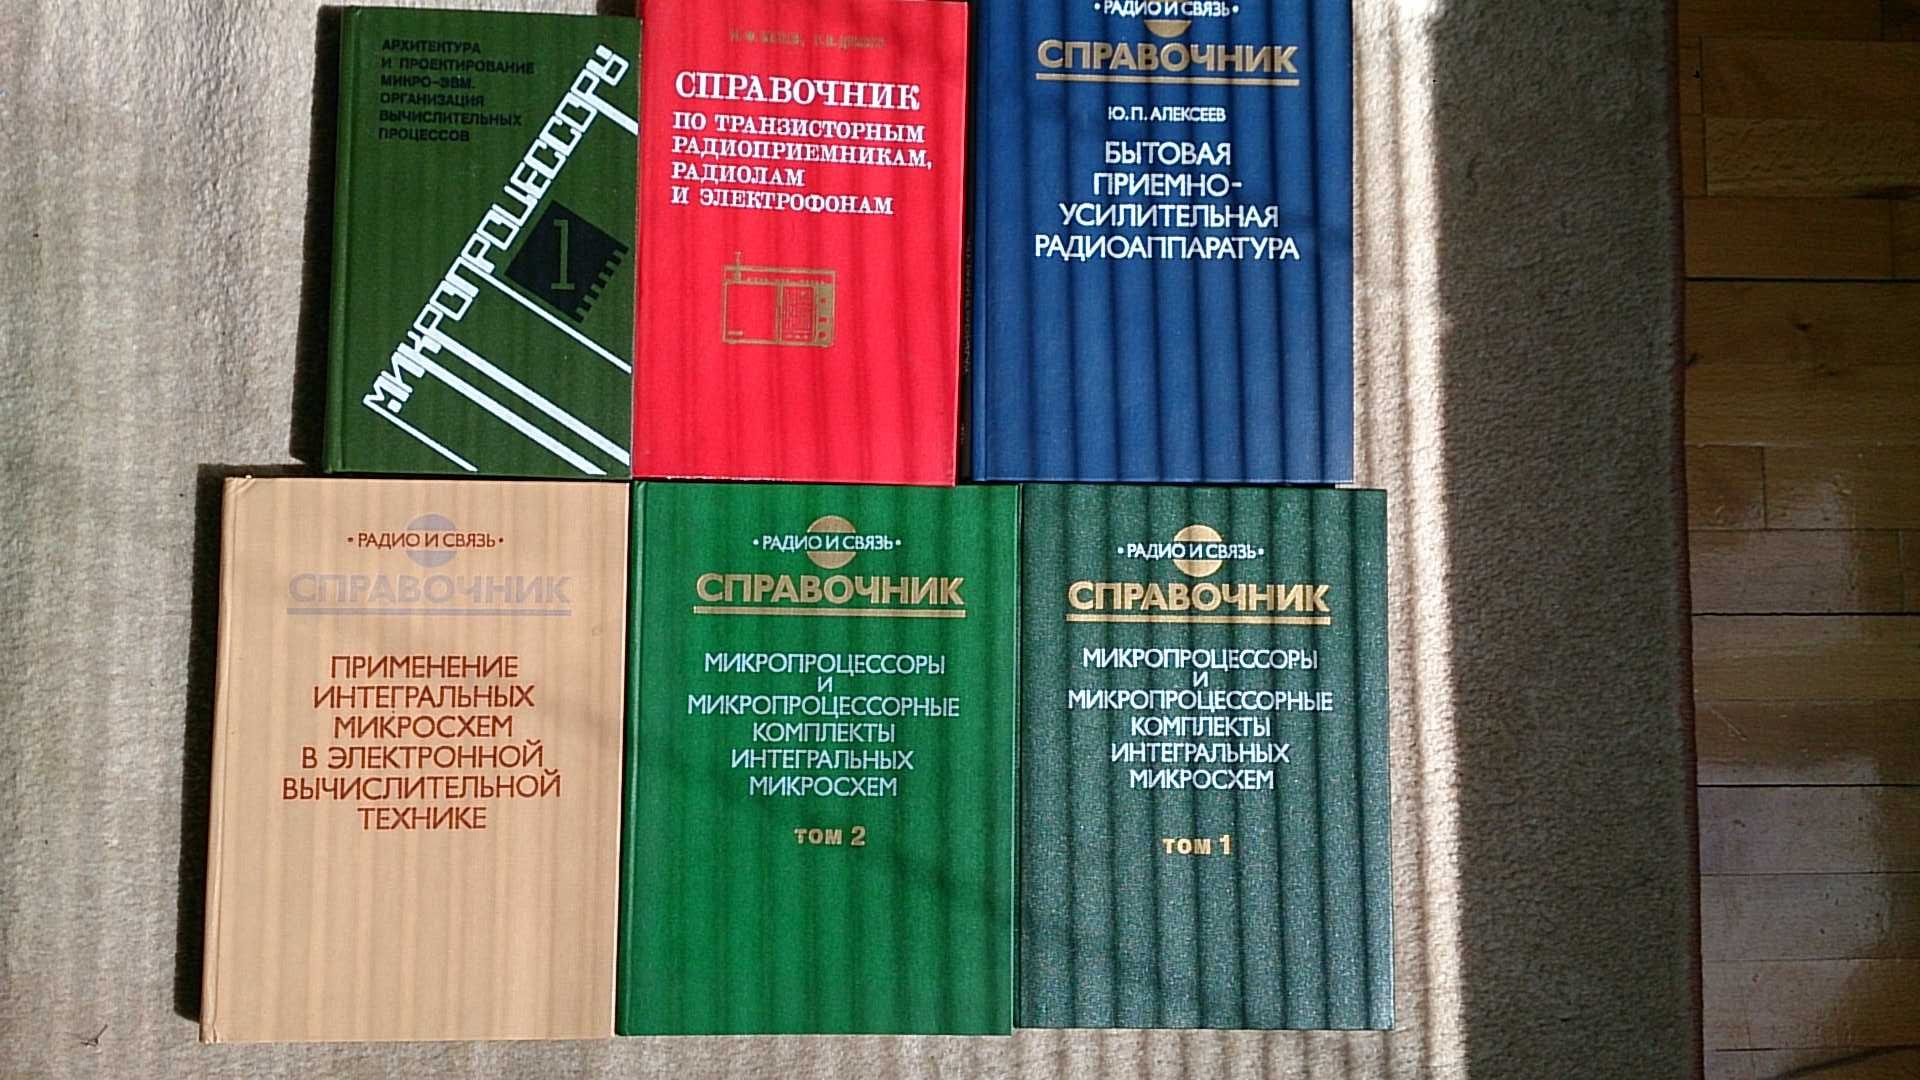 АРХИТЕКТУРА
И ПРОЕКТИРОВАНИЕ
МИКРО-ЭВМ.
ОРГАНИЗАЦИЯ
ВЫЧИСЛИТЕЛЬНЫХ
ПРОЦЕССОВ
МИКРОПРОЦЕССОРЫ
1
СПРАВОЧНИК
ПО ТРАНЗИСТОРНЫМ
РАДИОПРИЕМНИКАМ,
РАДИОЛАМ
И ЭЛЕКТРОФОНАМ
• РАДИО И СВЯЗЬ •
СПРАВОЧНИК
Ю. П. АЛЕКСЕЕВ
БЫТОВАЯ
ПРИЕМНО-
УСИЛИТЕЛЬНАЯ
РАДИОАППАРАТУРА
• РАДИО И СВЯЗЬ •
СПРАВОЧНИК
ПРИМЕНЕНИЕ
ИНТЕГРАЛЬНЫХ
МИКРОСХЕМ
В ЭЛЕКТРОННОЙ
ВЫЧИСЛИТЕЛЬНОЙ
ТЕХНИКЕ
• РАДИО И СВЯЗЬ •
СПРАВОЧНИК
МИКРОПРОЦЕССОРЫ
И
МИКРОПРОЦЕССОРНЫЕ
КОМПЛЕКТЫ
ИНТЕГРАЛЬНЫХ
МИКРОСХЕМ
ТОМ 2
• РАДИО И СВЯЗЬ •
СПРАВОЧНИК
МИКРОПРОЦЕССОРЫ
И
МИКРОПРОЦЕССОРНЫЕ
КОМПЛЕКТЫ
ИНТЕГРАЛЬНЫХ
МИКРОСХЕМ
ТОМ 1